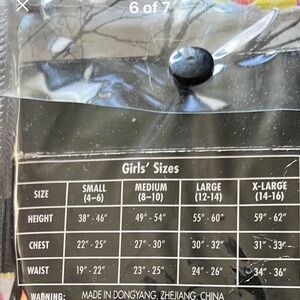 6 of 7
Girls' Sizes
SIZE SMALL (4-6) MEDIUM (8-10) LARGE (12-14) X-LARGE (14-16)
HEIGHT 38" - 46" 49" - 54" 55" - 60" 59" - 62"
CHEST 22" - 25" 27" - 30" 30" - 32" 31" - 33"
WAIST 19" - 22" 23" - 25" 24" - 26" 34" - 36"
WARNING: MADE IN DONGYANG, ZHEJIANG, CHINA